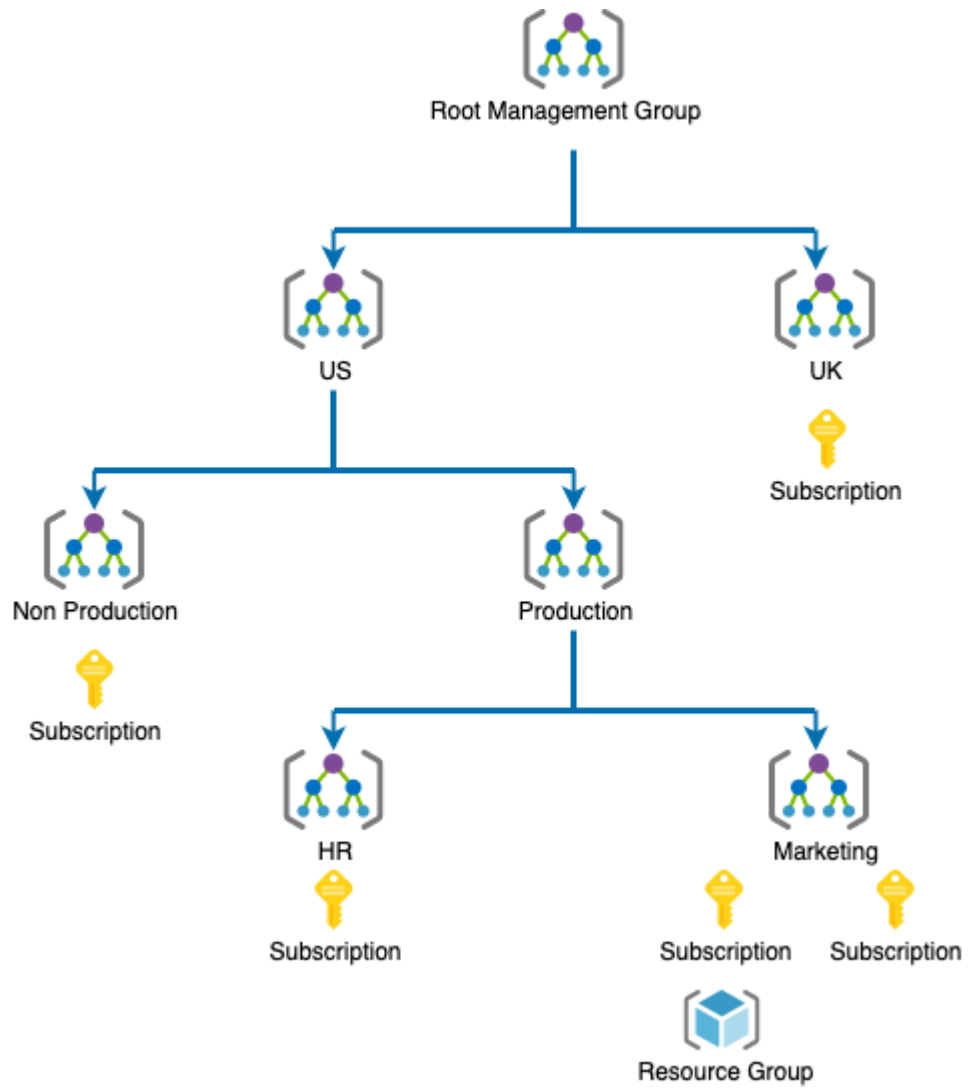 Root Management Group
US
UK
Subscription
Non Production
Production
Subscription
HR
Marketing
Subscription
Subscription
Subscription
Resource Group